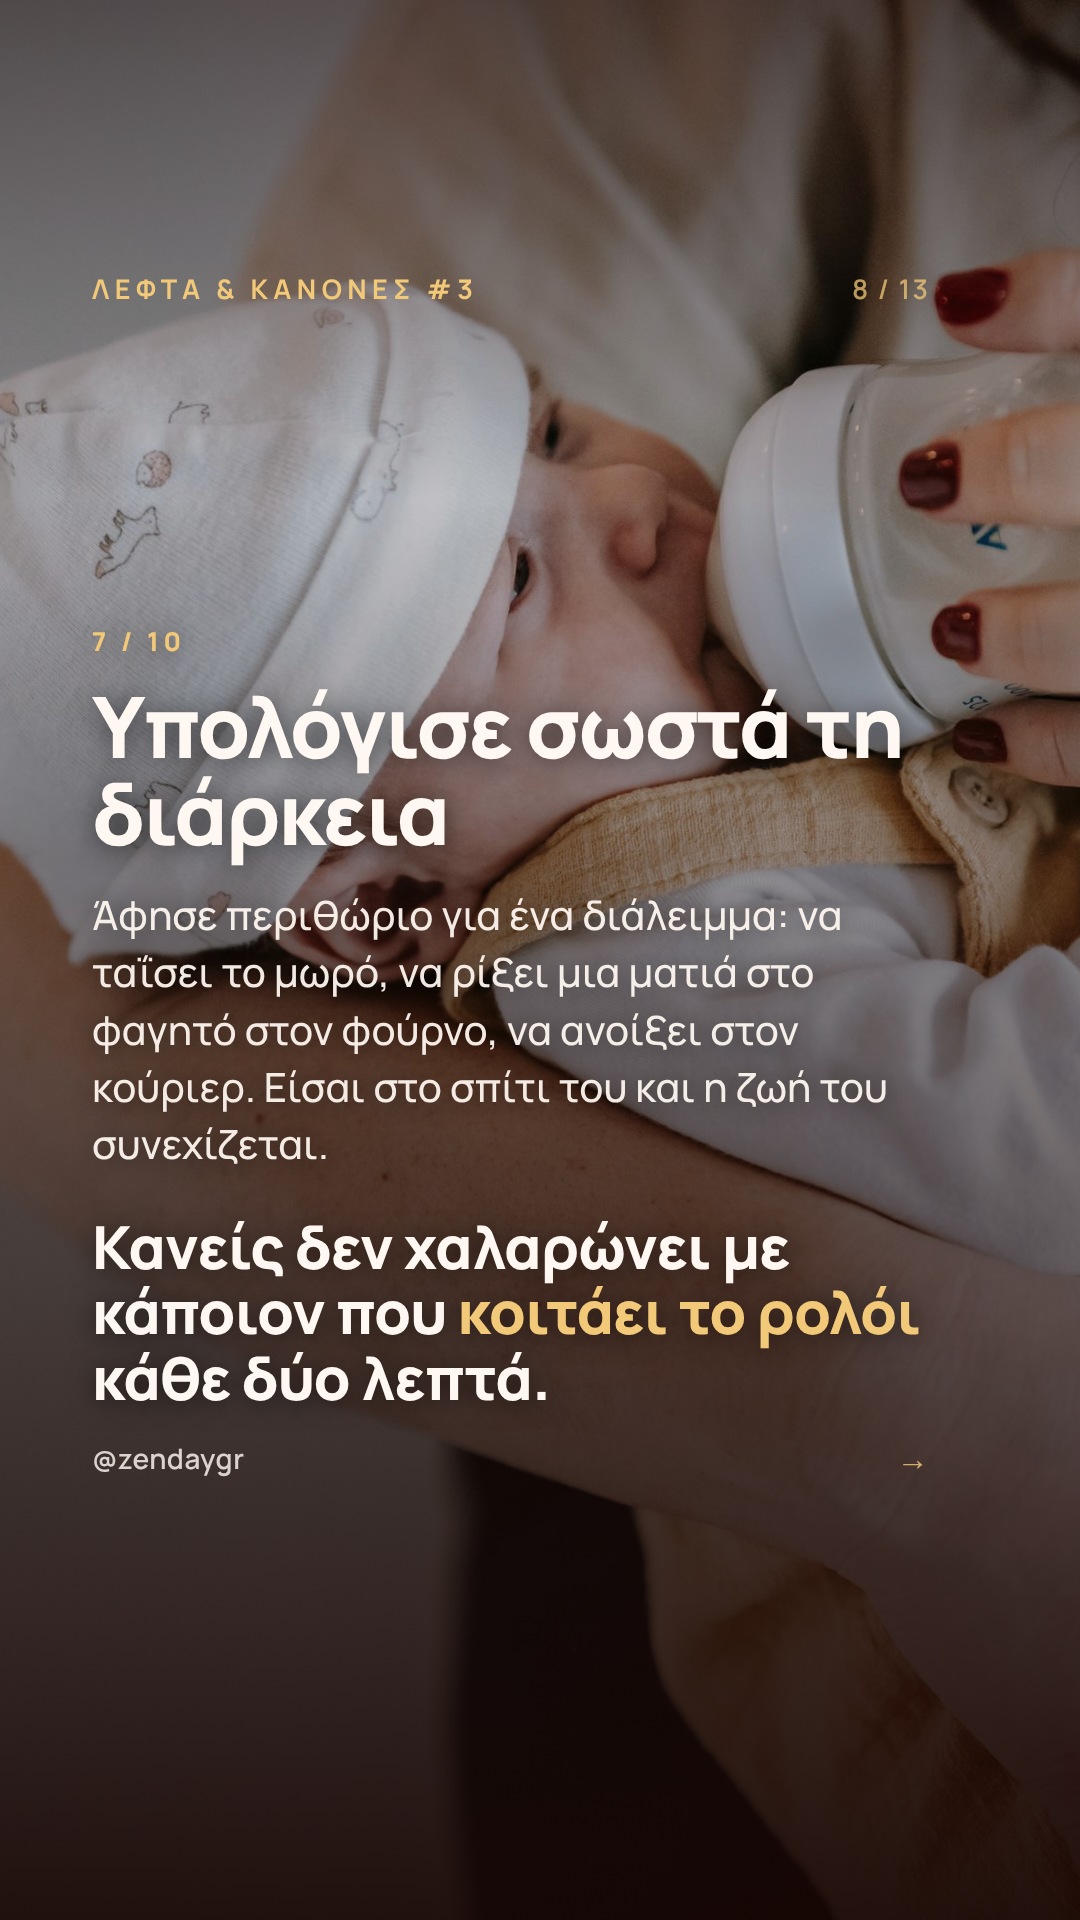 ΛΕΦΤΑ & ΚΑΝΟΝΕΣ #3
8 / 13
7 / 10
Υπολόγισε σωστά τη
διάρκεια
Άφησε περιθώριο για ένα διάλειμμα: να
ταΐσει το μωρό, να ρίξει μια ματιά στο
φαγητό στον φούρνο, να ανοίξει στον
κούριερ. Είσαι στο σπίτι του και η ζωή του
συνεχίζεται.
Κανείς δεν χαλαρώνει με
κάποιον που κοιτάει το ρολόι
κάθε δύο λεπτά.
@zendaygr
→